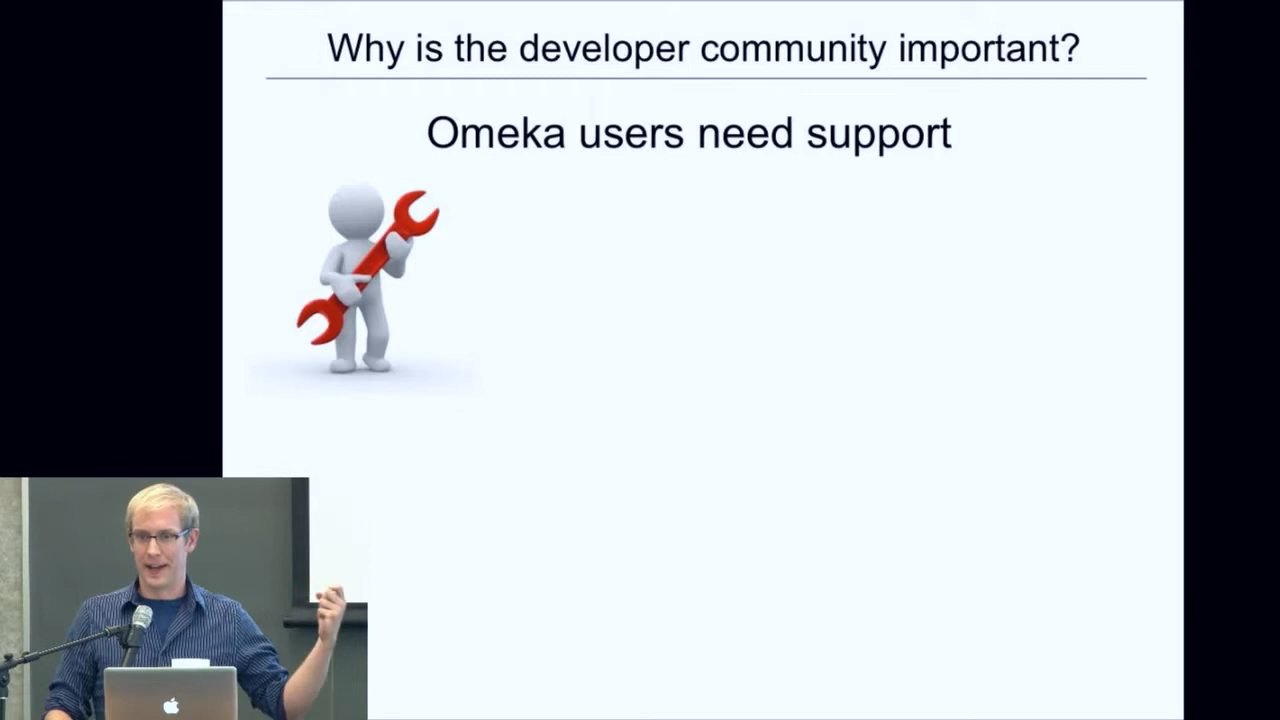 Why is the developer community important?
Omeka users need support